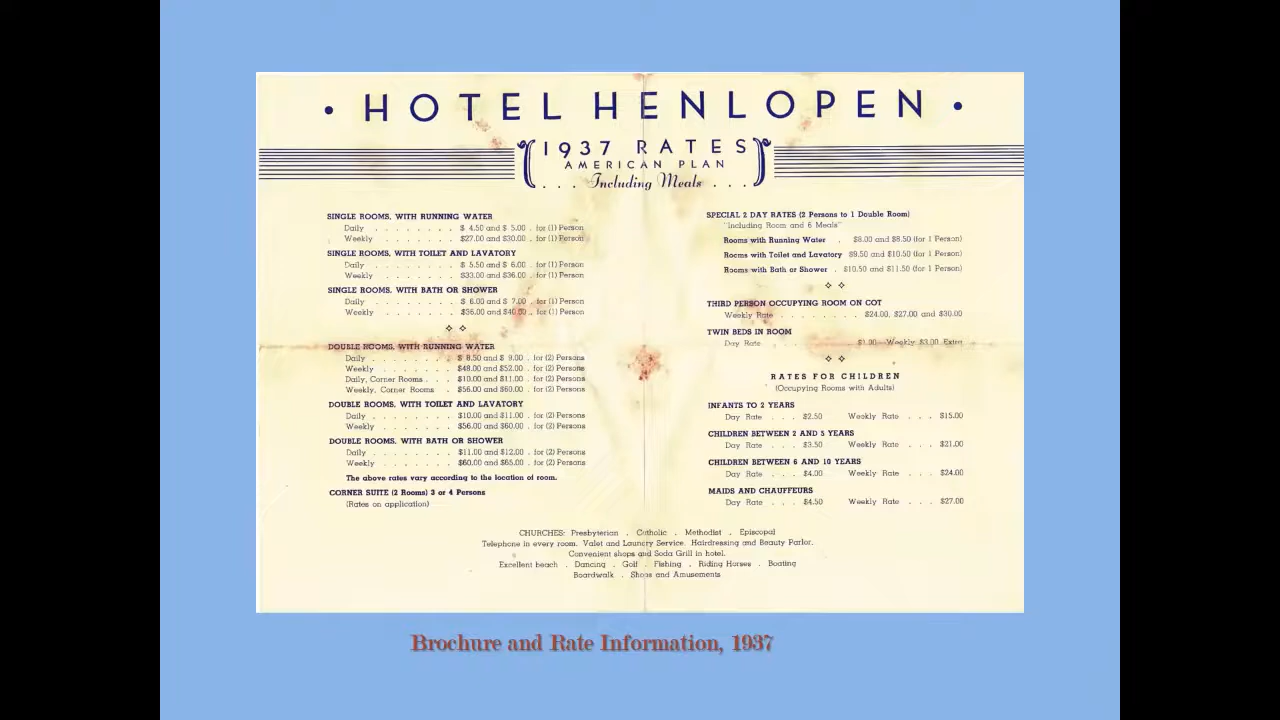 • HOTEL HENLOPEN •
1937 RATES
AMERICAN PLAN
. . . Including Meals . . .
SINGLE ROOMS, WITH RUNNING WATER
Daily . . . . . . . . $ 4.50 and $ 5.00 . for (1) Person
Weekly . . . . . . . $27.00 and $30.00 . for (1) Person
SINGLE ROOMS, WITH TOILET AND LAVATORY
Daily . . . . . . . . $ 5.50 and $ 6.00 . for (1) Person
Weekly . . . . . . . $33.00 and $36.00 . for (1) Person
SINGLE ROOMS, WITH BATH OR SHOWER
Daily . . . . . . . . $ 6.00 and $ 7.00 . for (1) Person
Weekly . . . . . . . $36.00 and $40.00 . for (1) Person
DOUBLE ROOMS, WITH RUNNING WATER
Daily . . . . . . . . $ 8.50 and $ 9.00 . for (2) Persons
Weekly . . . . . . . $48.00 and $52.00 . for (2) Persons
Daily, Corner Rooms . . . $10.00 and $11.00 . for (2) Persons
Weekly, Corner Rooms . $56.00 and $60.00 . for (2) Persons
DOUBLE ROOMS, WITH TOILET AND LAVATORY
Daily . . . . . . . . $10.00 and $11.00 . for (2) Persons
Weekly . . . . . . . $56.00 and $60.00 . for (2) Persons
DOUBLE ROOMS, WITH BATH OR SHOWER
Daily . . . . . . . . $11.00 and $12.00 . for (2) Persons
Weekly . . . . . . . $60.00 and $65.00 . for (2) Persons
The above rates vary according to the location of room.
CORNER SUITE (2 Rooms) 3 or 4 Persons
(Rates on application)
SPECIAL 2 DAY RATES (2 Persons to 1 Double Room)
"Including Room and 6 Meals"
Rooms with Running Water . $8.00 and $8.50 (for 1 Person)
Rooms with Toilet and Lavatory $9.50 and $10.50 (for 1 Person)
Rooms with Bath or Shower . $10.50 and $11.50 (for 1 Person)
THIRD PERSON OCCUPYING ROOM ON COT
Weekly Rate . . . . . . . . $24.00, $27.00 and $30.00
TWIN BEDS IN ROOM
Day Rate . . . . . . . . $1.00—Weekly $3.00 Extra
RATES FOR CHILDREN
(Occupying Rooms with Adults)
INFANTS TO 2 YEARS
Day Rate . . . $2.50 Weekly Rate . . . $15.00
CHILDREN BETWEEN 2 AND 5 YEARS
Day Rate . . . $3.50 Weekly Rate . . . $21.00
CHILDREN BETWEEN 6 AND 10 YEARS
Day Rate . . . $4.00 Weekly Rate . . . $24.00
MAIDS AND CHAUFFEURS
Day Rate . . . $4.50 Weekly Rate . . . $27.00
CHURCHES: Presbyterian . Catholic . Methodist . Episcopal
Telephone in every room. Valet and Laundry Service. Hairdressing and Beauty Parlor.
Convenient shops and Soda Grill in hotel.
Excellent beach . Dancing . Golf . Fishing . Riding Horses . Boating
Boardwalk . Shops and Amusements
Brochure and Rate Information, 1937